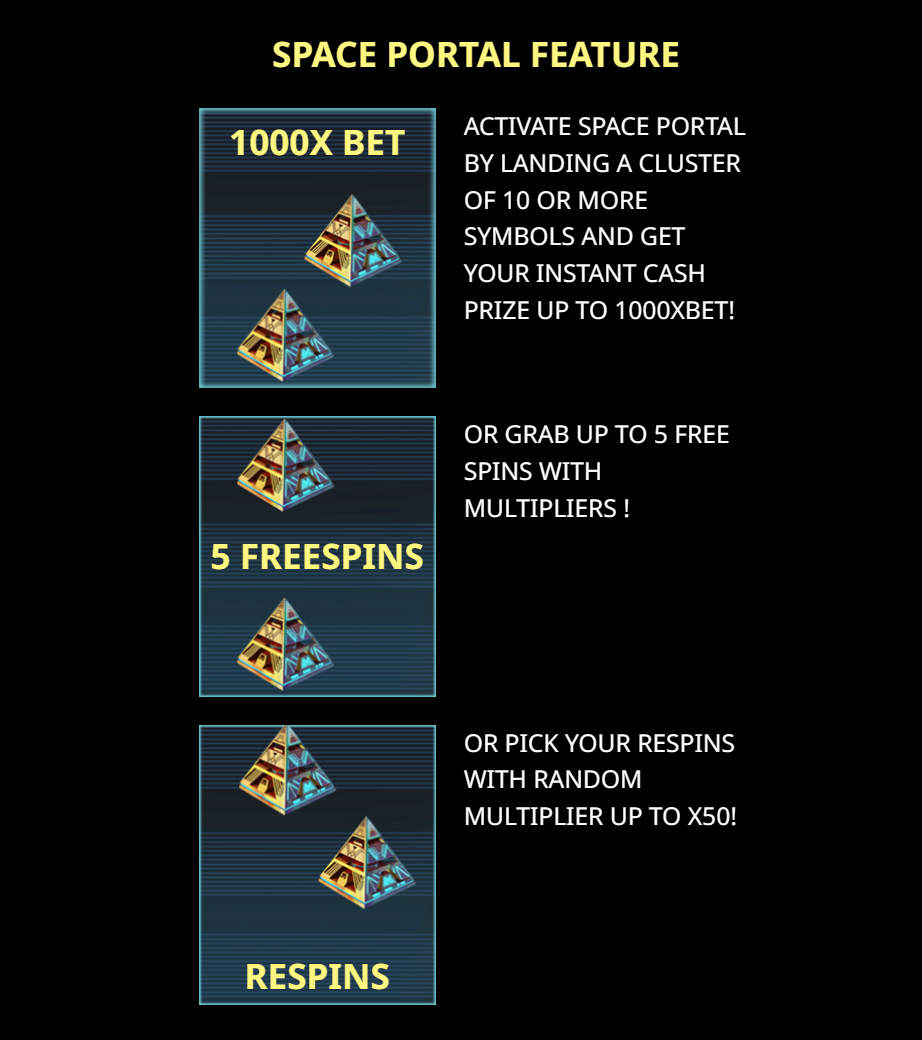 SPACE PORTAL FEATURE
1000X BET
ACTIVATE SPACE PORTAL
BY LANDING A CLUSTER
OF 10 OR MORE
SYMBOLS AND GET
YOUR INSTANT CASH
PRIZE UP TO 1000XBET!
5 FREESPINS
OR GRAB UP TO 5 FREE
SPINS WITH
MULTIPLIERS !
RESPINS
OR PICK YOUR RESPINS
WITH RANDOM
MULTIPLIER UP TO X50!